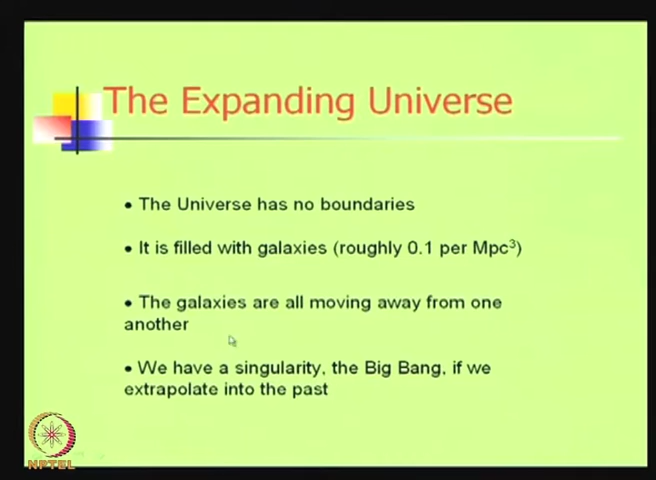 The Expanding Universe
• The Universe has no boundaries
• It is filled with galaxies (roughly 0.1 per Mpc³)
• The galaxies are all moving away from one
another
• We have a singularity, the Big Bang, if we
extrapolate into the past
NPTEL